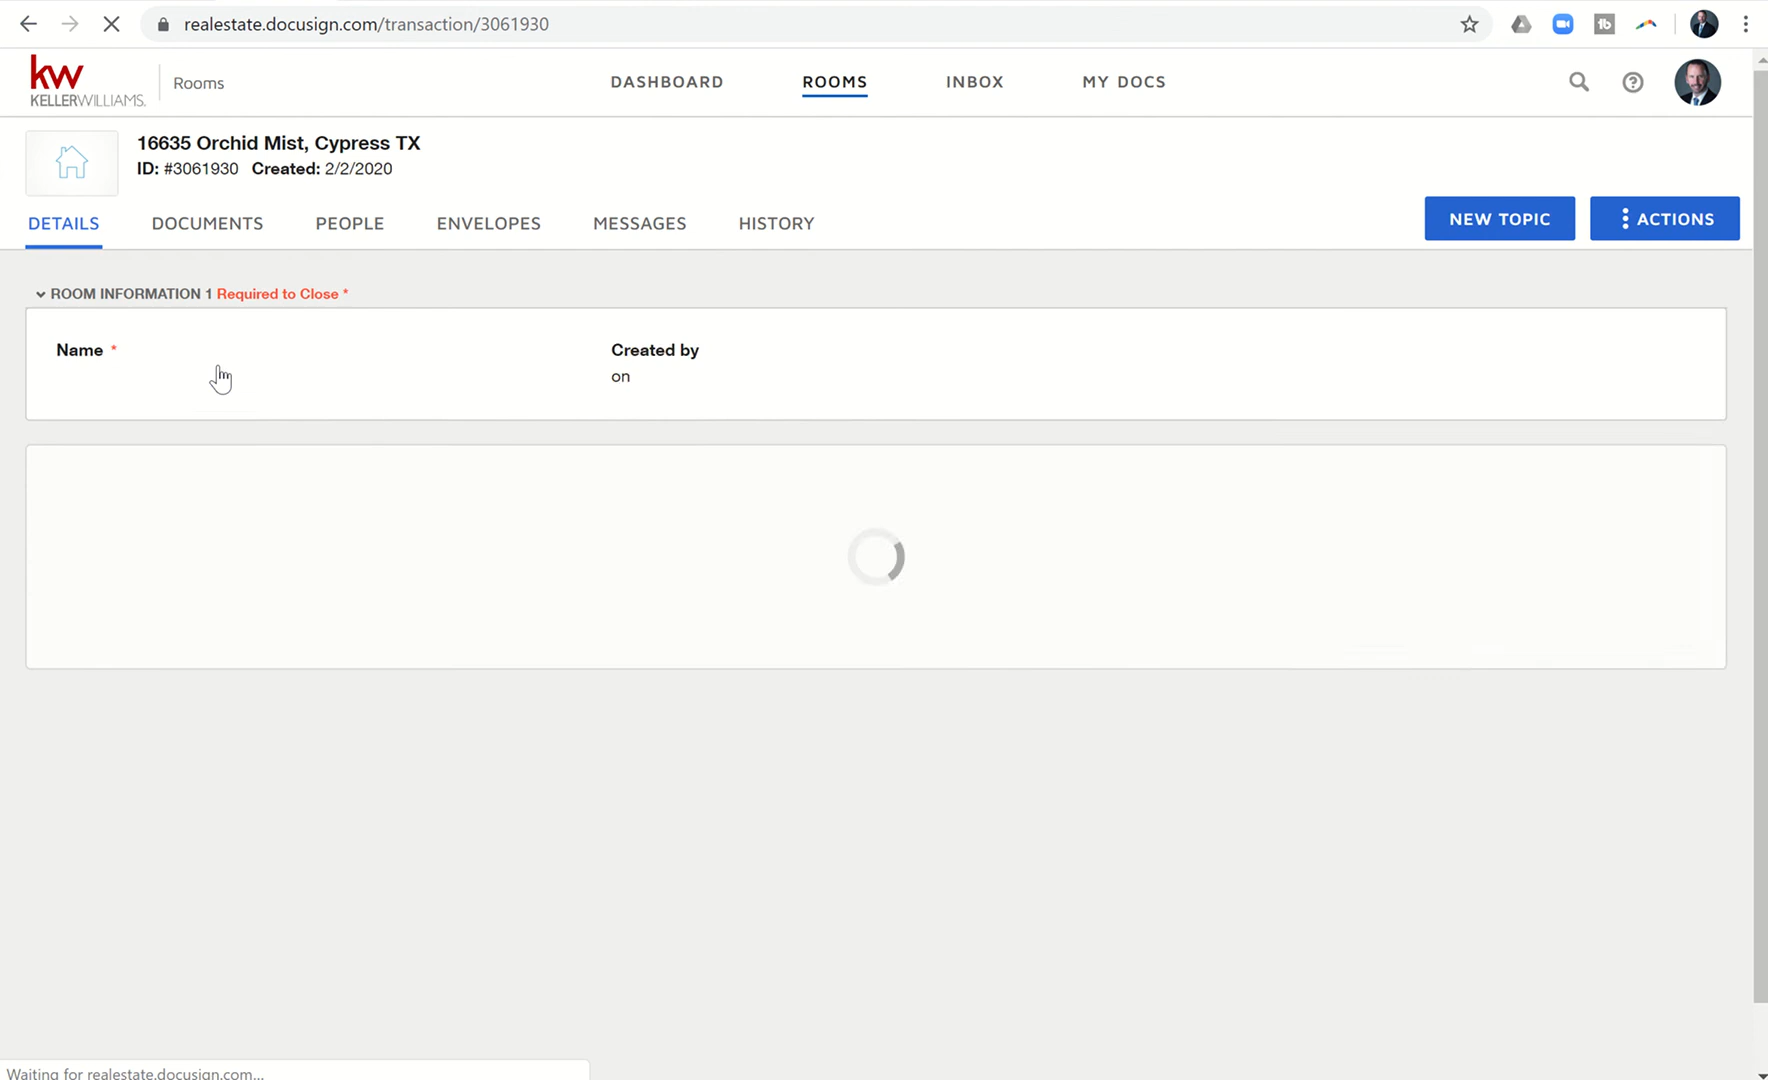 realestate.docusign.com/transaction/3061930
tb
kw
KELLERWILLIAMS.
Rooms
DASHBOARD
ROOMS
INBOX
MY DOCS
16635 Orchid Mist, Cypress TX
ID: #3061930 Created: 2/2/2020
DETAILS
DOCUMENTS
PEOPLE
ENVELOPES
MESSAGES
HISTORY
NEW TOPIC
ACTIONS
ROOM INFORMATION 1 Required to Close *
Name *
Created by
on
Waiting for realestate.docusign.com...